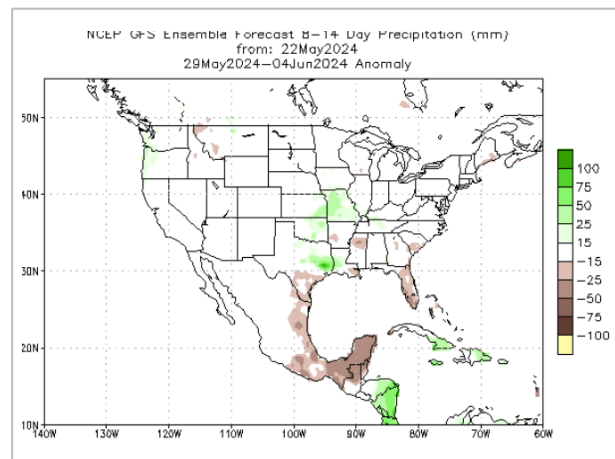 NCEP GFS Ensemble Forecast 8-14 Day Precipitation (mm)
from: 22May2024
29May2024-04Jun2024 Anomaly
50N
40N
30N
20N
10N
140W 130W 120W 110W 100W 90W 80W 70W 60W
100
75
50
25
15
-15
-25
-50
-75
-100